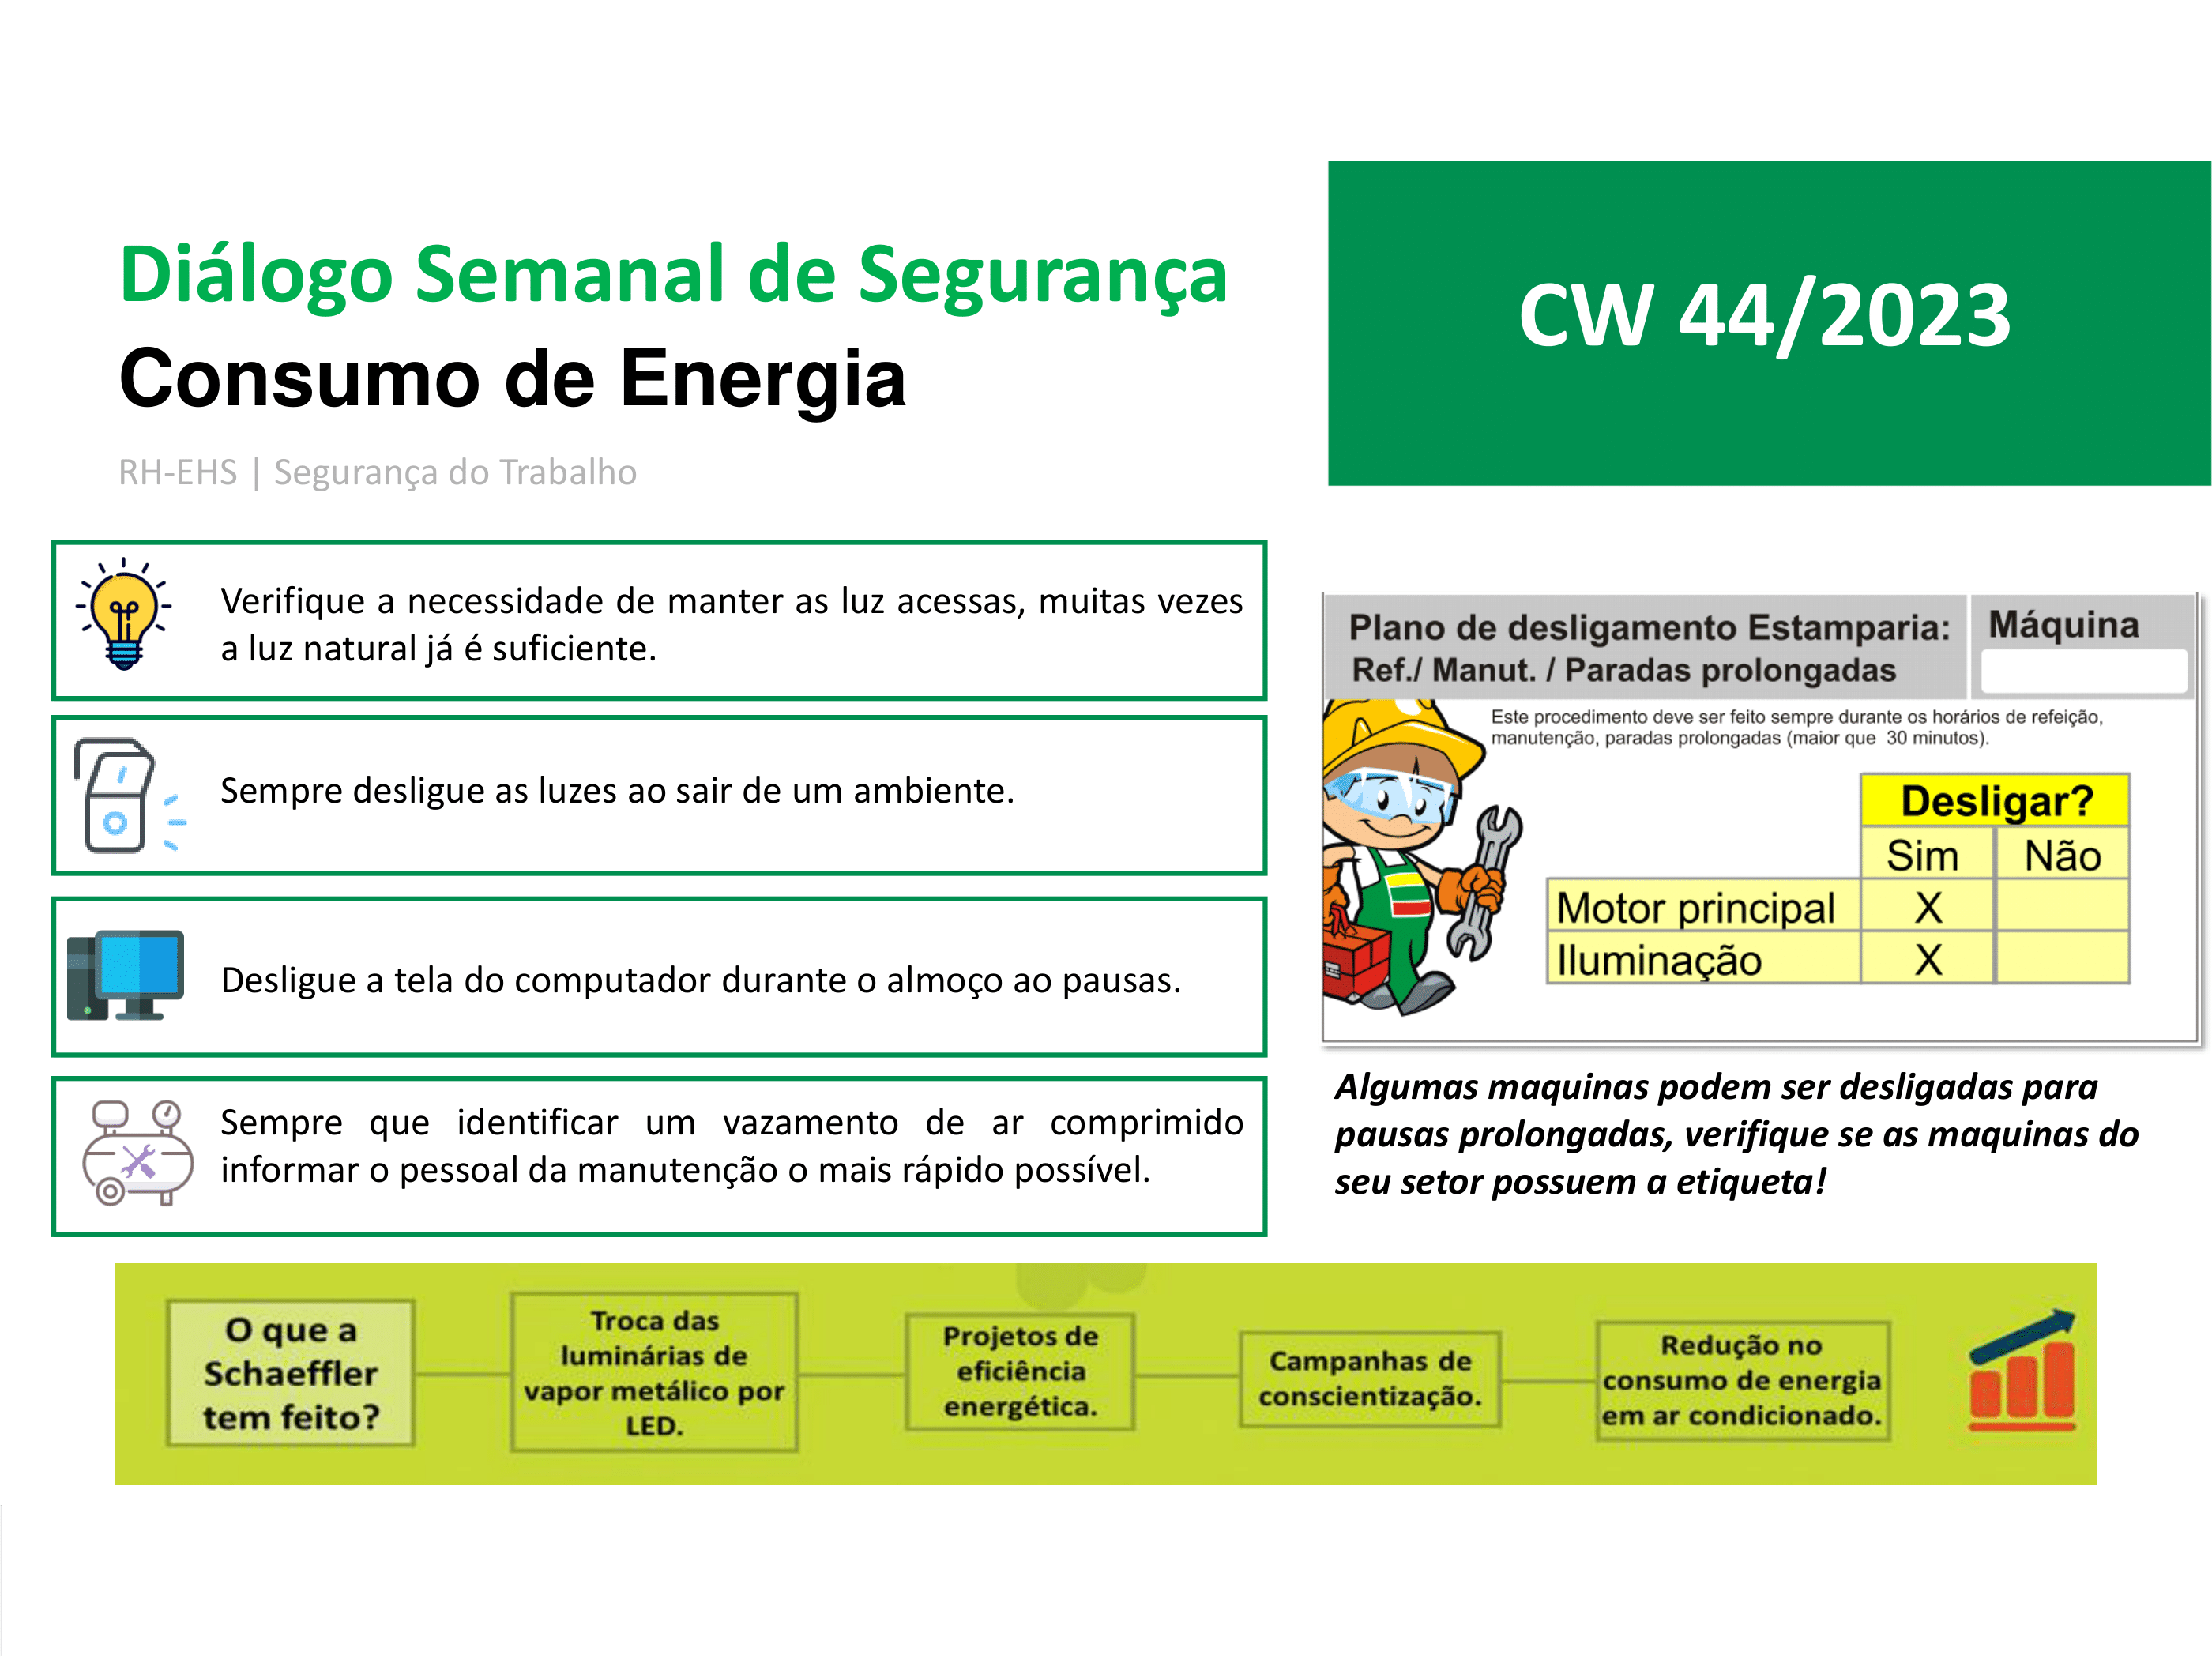 Diálogo Semanal de Segurança
Consumo de Energia
RH-EHS | Segurança do Trabalho
CW 44/2023
Verifique a necessidade de manter as luz acessas, muitas vezes
a luz natural já é suficiente.
Sempre desligue as luzes ao sair de um ambiente.
Desligue a tela do computador durante o almoço ao pausas.
Sempre que identificar um vazamento de ar comprimido
informar o pessoal da manutenção o mais rápido possível.
Plano de desligamento Estamparia:
Ref./ Manut. / Paradas prolongadas
Máquina
Este procedimento deve ser feito sempre durante os horários de refeição,
manutenção, paradas prolongadas (maior que 30 minutos).
Desligar?
Sim Não
Motor principal X
Iluminação X
Algumas maquinas podem ser desligadas para
pausas prolongadas, verifique se as maquinas do
seu setor possuem a etiqueta!
O que a
Schaeffler
tem feito?
Troca das
luminárias de
vapor metálico por
LED.
Projetos de
eficiência
energética.
Campanhas de
conscientização.
Redução no
consumo de energia
em ar condicionado.